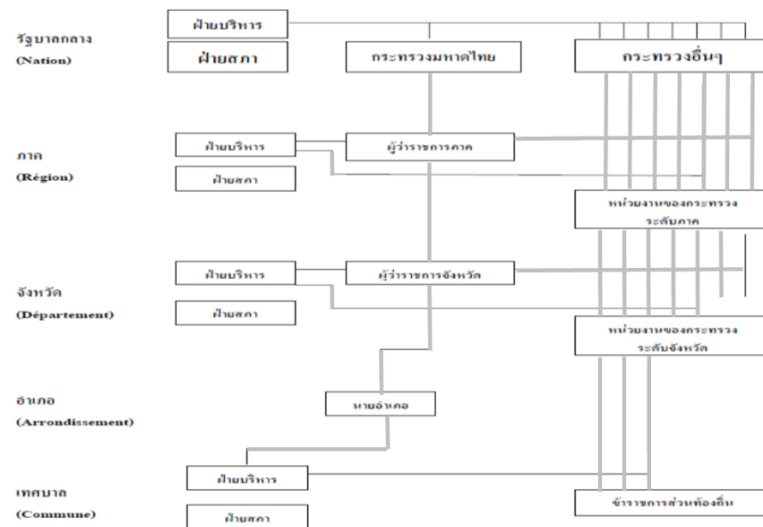 ฝ่ายบริหาร
รัฐบาลกลาง
(Nation)
ฝ่ายสภา
กระทรวงมหาดไทย
กระทรวงอื่นๆ
ภาค
(Région)
ฝ่ายบริหาร
ผู้ว่าราชการภาค
ฝ่ายสภา
หน่วยงานของกระทรวง
ระดับภาค
จังหวัด
(Département)
ฝ่ายบริหาร
ผู้ว่าราชการจังหวัด
ฝ่ายสภา
หน่วยงานของกระทรวง
ระดับจังหวัด
อำเภอ
(Arrondissement)
นายอำเภอ
เทศบาล
(Commune)
ฝ่ายบริหาร
ฝ่ายสภา
ข้าราชการส่วนท้องถิ่น